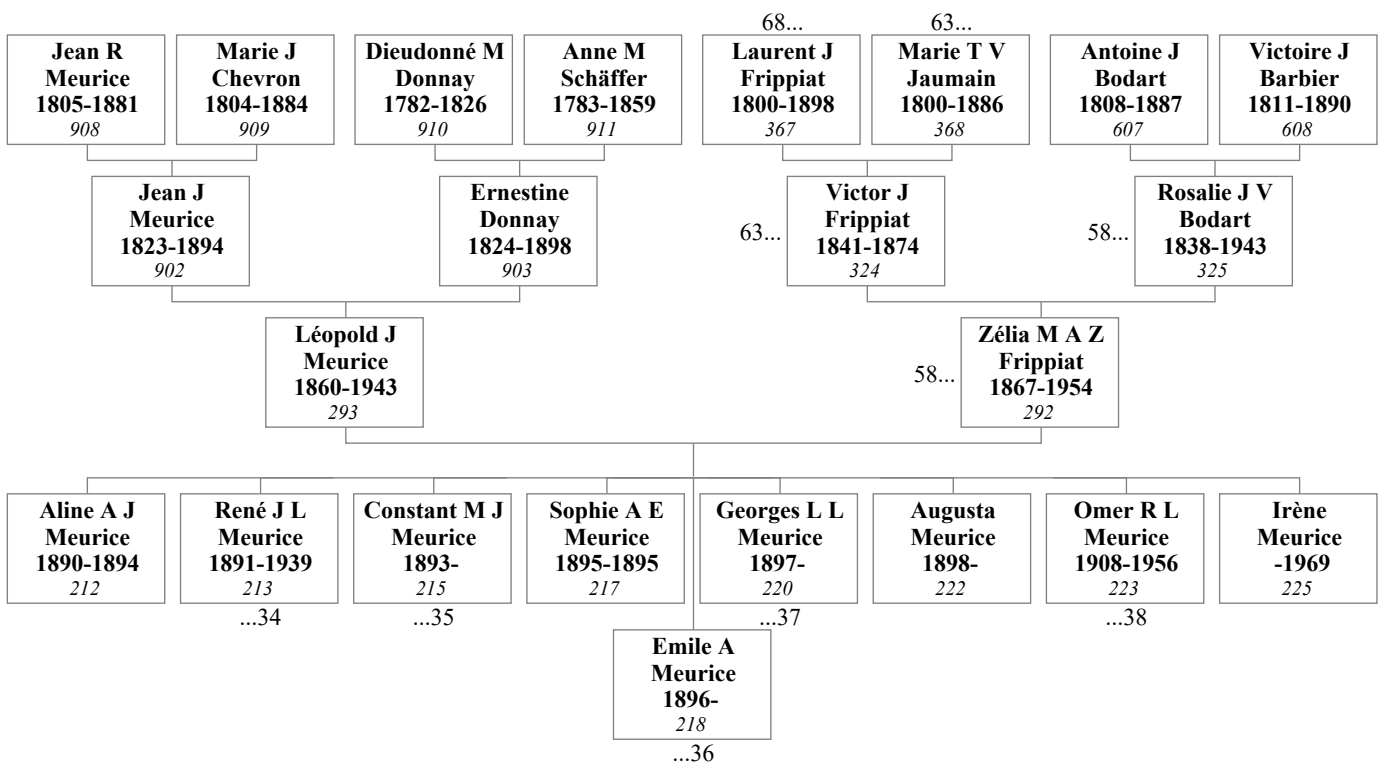 68...
63...
Jean R
Meurice
1805-1881
908
Marie J
Chevron
1804-1884
909
Dieudonné M
Donnay
1782-1826
910
Anne M
Schäffer
1783-1859
911
Laurent J
Frippiat
1800-1898
367
Marie T V
Jaumain
1800-1886
368
Antoine J
Bodart
1808-1887
607
Victoire J
Barbier
1811-1890
608
Jean J
Meurice
1823-1894
902
Ernestine
Donnay
1824-1898
903
63...
Victor J
Frippiat
1841-1874
324
58...
Rosalie J V
Bodart
1838-1943
325
Léopold J
Meurice
1860-1943
293
58...
Zélia M A Z
Frippiat
1867-1954
292
Aline A J
Meurice
1890-1894
212
René J L
Meurice
1891-1939
213
...34
Constant M J
Meurice
1893-
215
...35
Sophie A E
Meurice
1895-1895
217
Georges L L
Meurice
1897-
220
...37
Augusta
Meurice
1898-
222
Omer R L
Meurice
1908-1956
223
...38
Irène
Meurice
-1969
225
Emile A
Meurice
1896-
218
...36